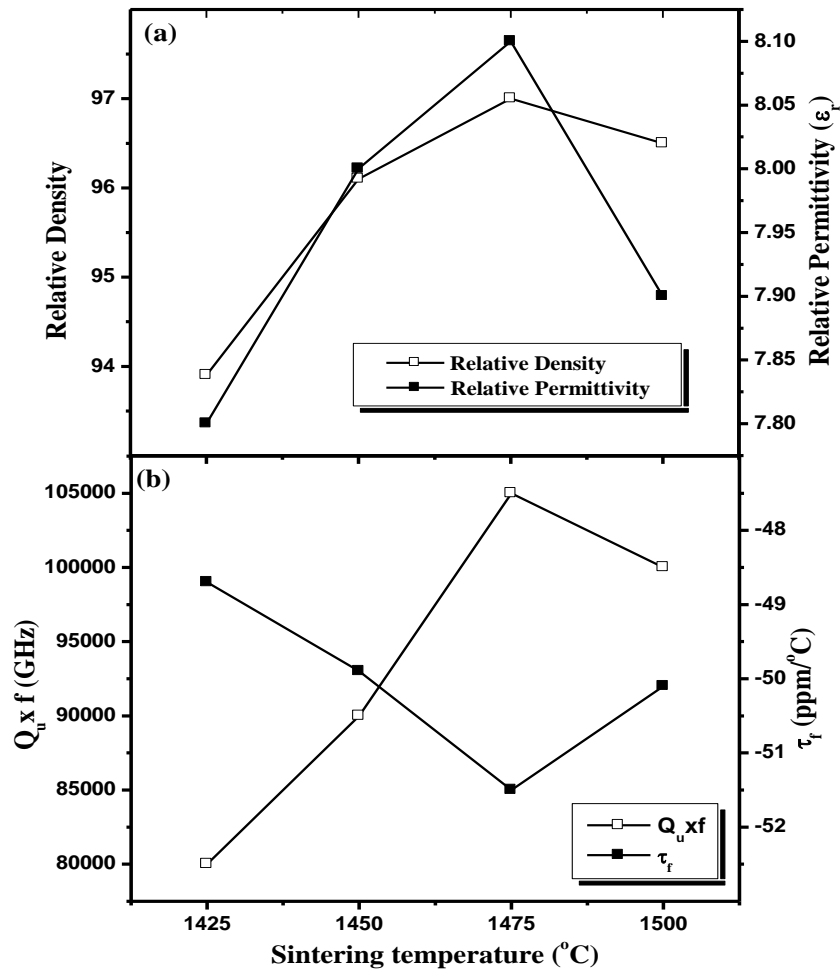 (a)
97
96
95
94
Relative Density
8.10
8.05
8.00
7.95
7.90
7.85
7.80
Relative Permittivity (εr)
Relative Density
Relative Permittivity
(b)
105000
100000
95000
90000
85000
80000
Qu x f (GHz)
-48
-49
-50
-51
-52
τf (ppm/°C)
Quxf
τf
1425 1450 1475 1500
Sintering temperature (°C)